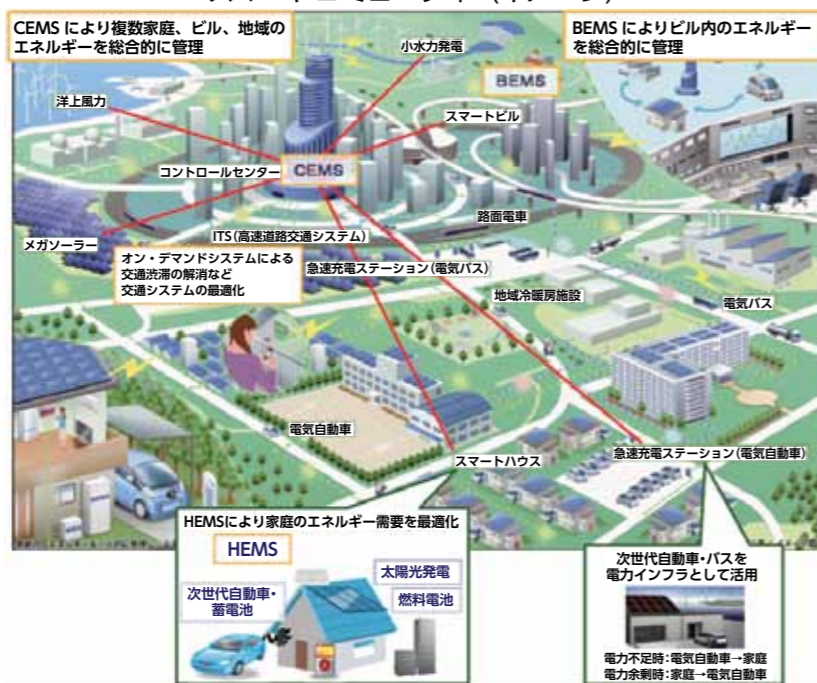 CEMS により複数家庭、ビル、地域の
エネルギーを総合的に管理
BEMS によりビル内のエネルギー
を総合的に管理
小水力発電
BEMS
洋上風力
スマートビル
コントロールセンター
CEMS
路面電車
メガソーラー
ITS(高速道路交通システム)
オン・デマンドシステムによる
交通渋滞の解消など
交通システムの最適化
急速充電ステーション(電気バス)
地域冷暖房施設
電気バス
電気自動車
スマートハウス
急速充電ステーション(電気自動車)
HEMSにより家庭のエネルギー需要を最適化
HEMS
太陽光発電
次世代自動車・
蓄電池
燃料電池
次世代自動車・バスを
電力インフラとして活用
電力不足時:電気自動車→家庭
電力余剰時:家庭→電気自動車